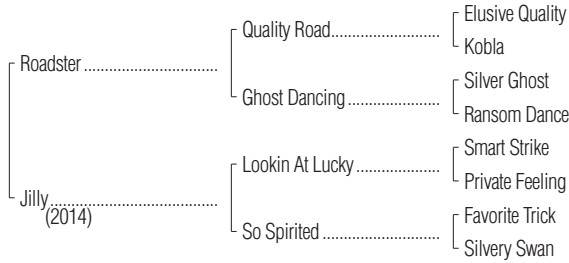 Elusive Quality
Quality Road
Kobla
Roadster
Silver Ghost
Ghost Dancing
Ransom Dance
Smart Strike
Lookin At Lucky
Private Feeling
Jilly
(2014)
Favorite Trick
So Spirited
Silvery Swan